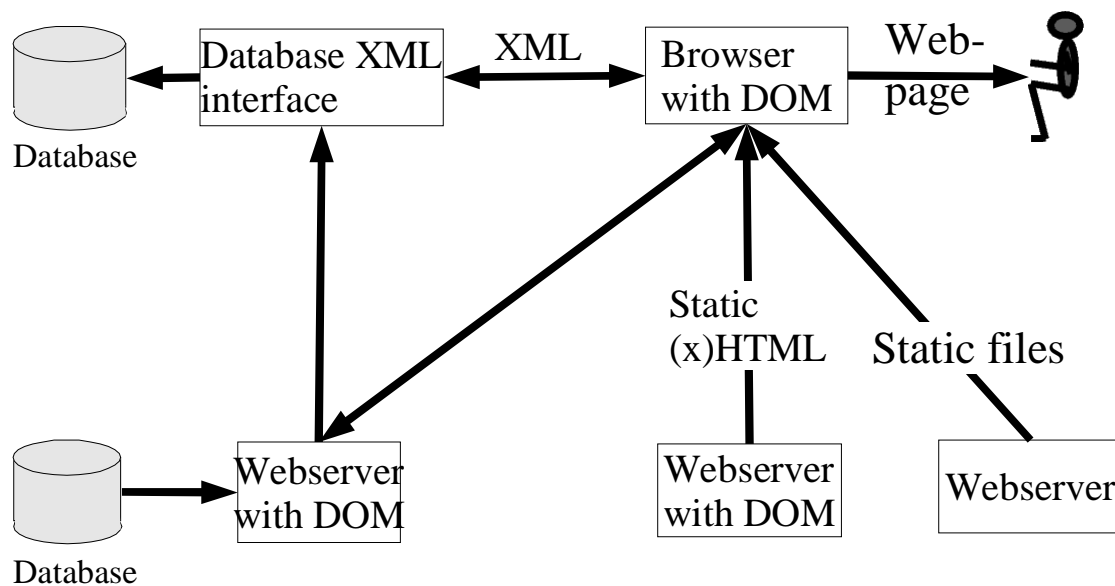 Database XML
interface
XML
Browser
with DOM
Web-
page
Database
Static
(x)HTML
Static files
Webserver
with DOM
Webserver
with DOM
Webserver
Database